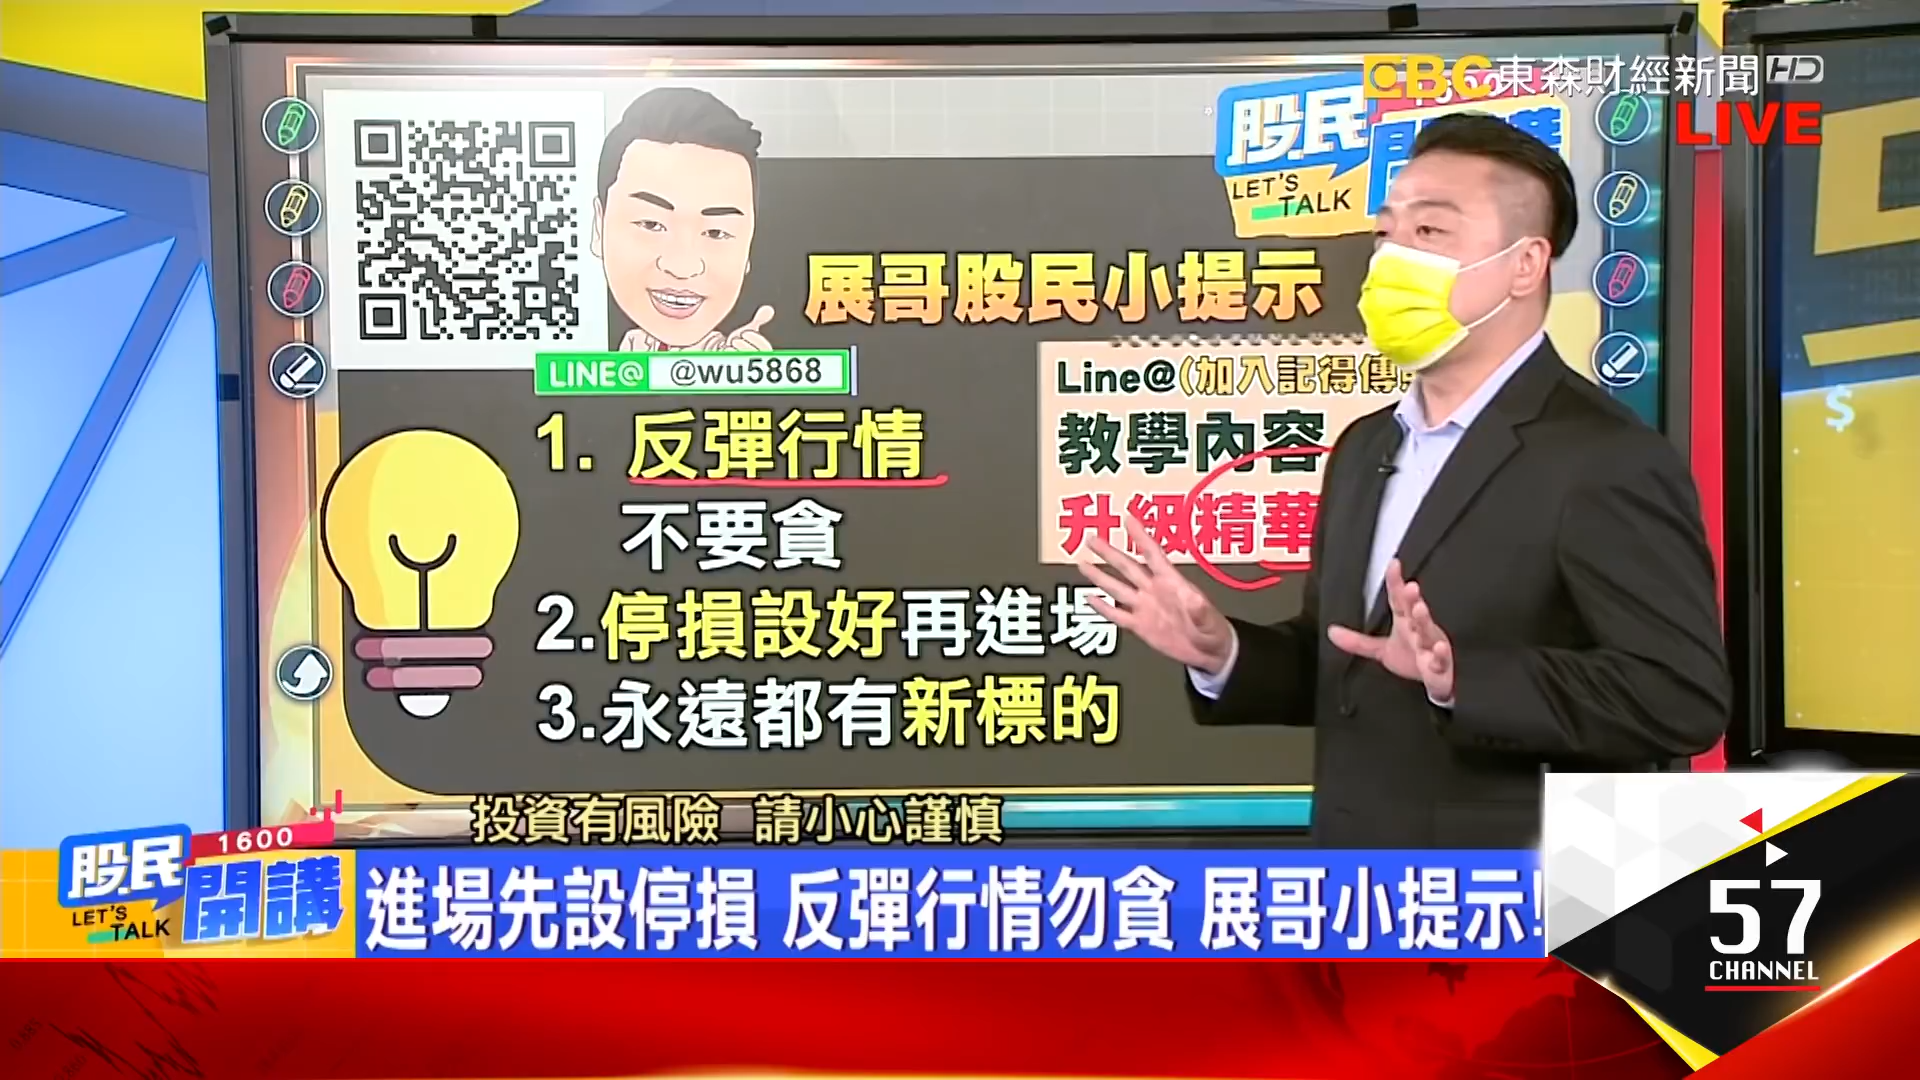 EBC東森財經新聞HD
LIVE
股民
LET'S
TALK
展哥股民小提示
LINE@ @wu5868
Line@(加入記得傳
教學內容
升級精華
1. 反彈行情
不要貪
2.停損設好再進場
3.永遠都有新標的
$
投資有風險 請小心謹慎
1600
股民
開講
LET'S
TALK
進場先設停損 反彈行情勿貪 展哥小提示!
57
CHANNEL